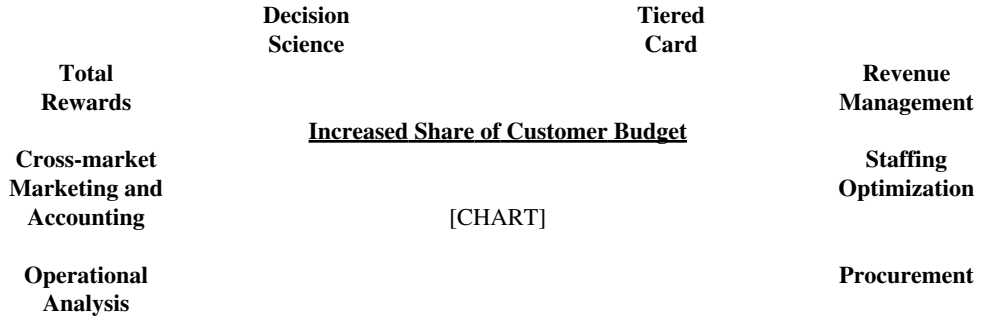 Decision Tiered
Science Card
Total Revenue
Rewards Management
Increased Share of Customer Budget
Cross-market Staffing
Marketing and Optimization
Accounting [CHART]
Operational Procurement
Analysis